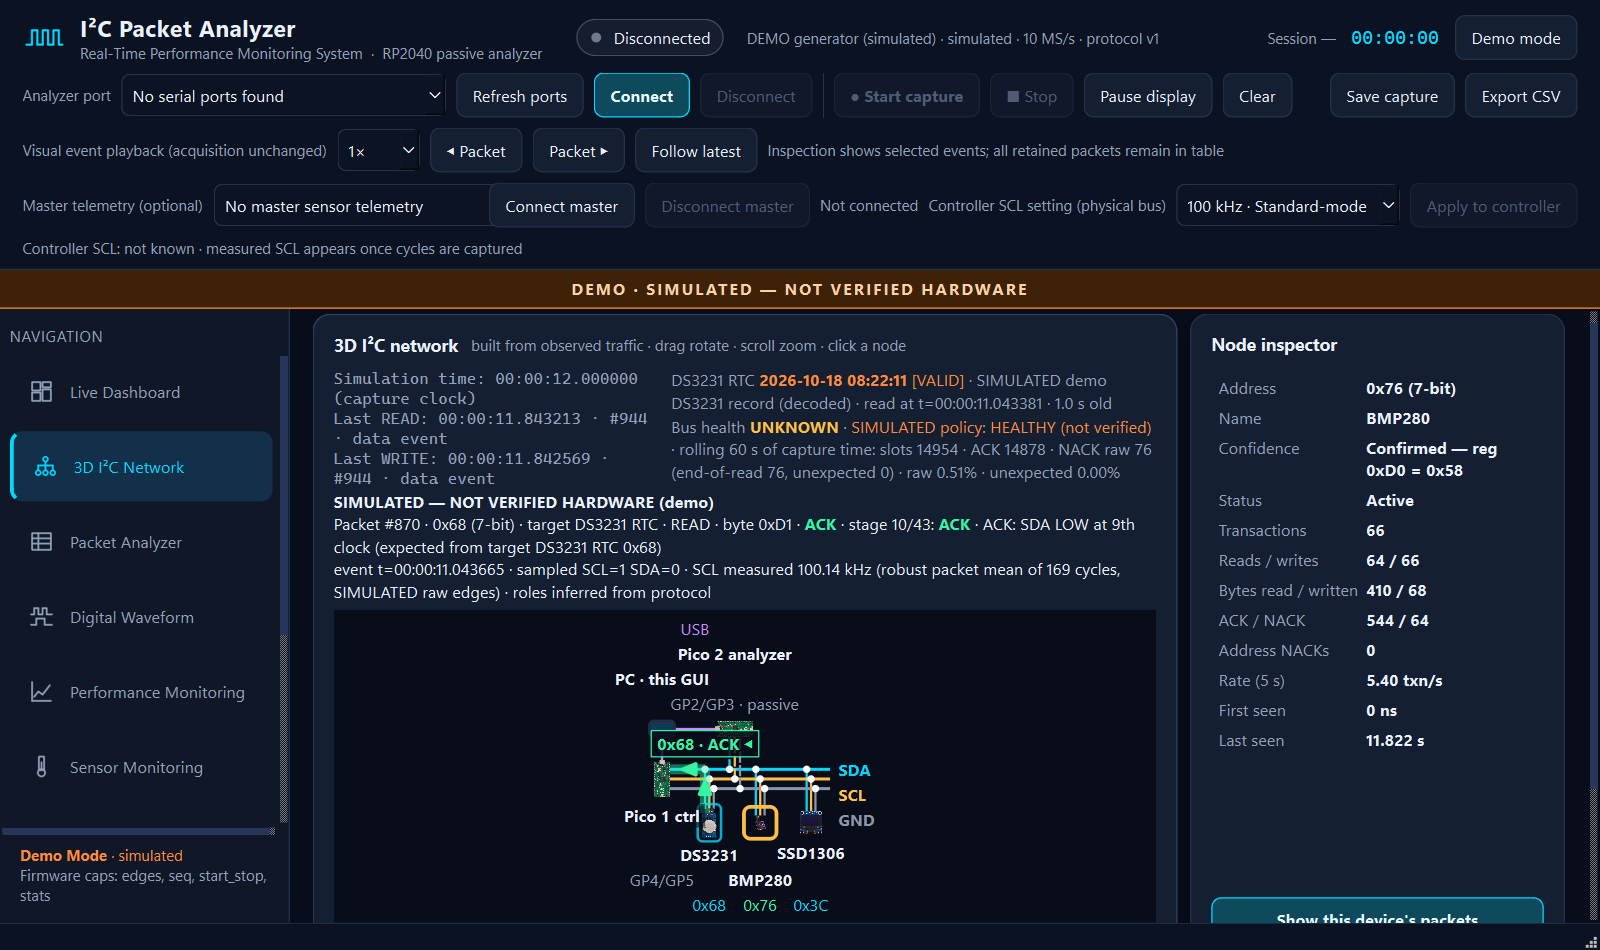 I²C Packet Analyzer
Real-Time Performance Monitoring System · RP2040 passive analyzer
Disconnected
DEMO generator (simulated) · simulated · 10 MS/s · protocol v1
Session —
00:00:00
Demo mode
Analyzer port
No serial ports found
Refresh ports
Connect
Disconnect
● Start capture
■ Stop
Pause display
Clear
Save capture
Export CSV
Visual event playback (acquisition unchanged)
1×
◂ Packet
Packet ▸
Follow latest
Inspection shows selected events; all retained packets remain in table
Master telemetry (optional)
No master sensor telemetry
Connect master
Disconnect master
Not connected
Controller SCL setting (physical bus)
100 kHz · Standard-mode
Apply to controller
Controller SCL: not known · measured SCL appears once cycles are captured
DEMO · SIMULATED — NOT VERIFIED HARDWARE
NAVIGATION
Live Dashboard
3D I²C Network
Packet Analyzer
Digital Waveform
Performance Monitoring
Sensor Monitoring
Demo Mode · simulated
Firmware caps: edges, seq, start_stop,
stats
3D I²C network
built from observed traffic · drag rotate · scroll zoom · click a node
Simulation time: 00:00:12.000000
(capture clock)
Last READ: 00:00:11.843213 · #944
· data event
Last WRITE: 00:00:11.842569 ·
#944 · data event
DS3231 RTC 2026-10-18 08:22:11 [VALID] · SIMULATED demo
DS3231 record (decoded) · read at t=00:00:11.043381 · 1.0 s old
Bus health UNKNOWN · SIMULATED policy: HEALTHY (not verified)
· rolling 60 s of capture time: slots 14954 · ACK 14878 · NACK raw 76
(end-of-read 76, unexpected 0) · raw 0.51% · unexpected 0.00%
SIMULATED — NOT VERIFIED HARDWARE (demo)
Packet #870 · 0x68 (7-bit) · target DS3231 RTC · READ · byte 0xD1 · ACK · stage 10/43: ACK · ACK: SDA LOW at 9th
clock (expected from target DS3231 RTC 0x68)
event t=00:00:11.043665 · sampled SCL=1 SDA=0 · SCL measured 100.14 kHz (robust packet mean of 169 cycles,
SIMULATED raw edges) · roles inferred from protocol
USB
Pico 2 analyzer
PC · this GUI
GP2/GP3 · passive
0x68 · ACK ◂
SDA
SCL
GND
Pico 1 ctrl
DS3231
SSD1306
GP4/GP5
BMP280
0x68
0x76
0x3C
Node inspector
Address 0x76 (7-bit)
Name BMP280
Confidence Confirmed — reg
0xD0 = 0x58
Status Active
Transactions 66
Reads / writes 64 / 66
Bytes read / written 410 / 68
ACK / NACK 544 / 64
Address NACKs 0
Rate (5 s) 5.40 txn/s
First seen 0 ns
Last seen 11.822 s
Show this device's packets